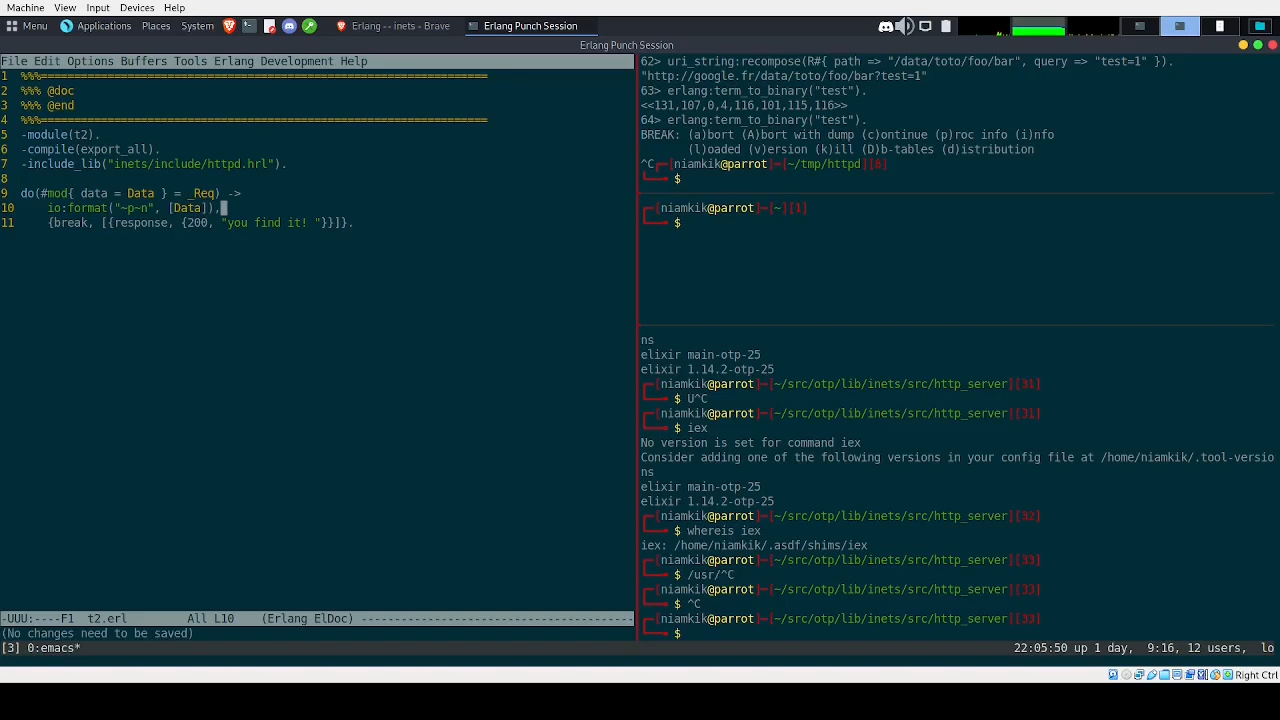 Machine View Input Devices Help
Menu Applications Places System Erlang -- inets - Brave Erlang Punch Session
Erlang Punch Session
File Edit Options Buffers Tools Erlang Development Help
1 %%%===================================================================
2 %%% @doc
3 %%% @end
4 %%%===================================================================
5 -module(t2).
6 -compile(export_all).
7 -include_lib("inets/include/httpd.hrl").
8
9 do(#mod{ data = Data } = _Req) ->
10 io:format("~p~n", [Data]),
11 {break, [{response, {200, "you find it! "}}]}.
-UUU:----F1 t2.erl All L10 (Erlang ElDoc) ------------------------------------
(No changes need to be saved)
62> uri_string:recompose(R#{ path => "/data/toto/foo/bar", query => "test=1" }).
"http://google.fr/data/toto/foo/bar?test=1"
63> erlang:term_to_binary("test").
<<131,107,0,4,116,101,115,116>>
64> erlang:term_to_binary("test").
BREAK: (a)bort (A)bort with dump (c)ontinue (p)roc info (i)nfo
(l)oaded (v)ersion (k)ill (D)b-tables (d)istribution
^C┌─[niamkik@parrot]─[~/tmp/httpd][8]
└──╼ $
┌─[niamkik@parrot]─[~][1]
└──╼ $
ns
elixir main-otp-25
elixir 1.14.2-otp-25
┌─[niamkik@parrot]─[~/src/otp/lib/inets/src/http_server][31]
└──╼ $ U^C
┌─[niamkik@parrot]─[~/src/otp/lib/inets/src/http_server][31]
└──╼ $ iex
No version is set for command iex
Consider adding one of the following versions in your config file at /home/niamkik/.tool-versio
ns
elixir main-otp-25
elixir 1.14.2-otp-25
┌─[niamkik@parrot]─[~/src/otp/lib/inets/src/http_server][32]
└──╼ $ whereis iex
iex: /home/niamkik/.asdf/shims/iex
┌─[niamkik@parrot]─[~/src/otp/lib/inets/src/http_server][33]
└──╼ $ /usr/^C
┌─[niamkik@parrot]─[~/src/otp/lib/inets/src/http_server][33]
└──╼ $ ^C
┌─[niamkik@parrot]─[~/src/otp/lib/inets/src/http_server][33]
└──╼ $
[3] 0:emacs* 22:05:50 up 1 day, 9:16, 12 users, lo
Right Ctrl